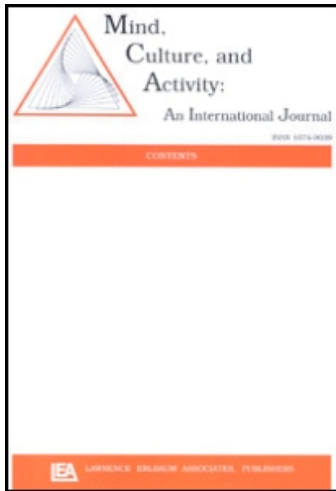 Mind,
Culture, and
Activity:
An International Journal
ISSN 1074-9039
CONTENTS
LEA LAWRENCE ERLBAUM ASSOCIATES, PUBLISHERS